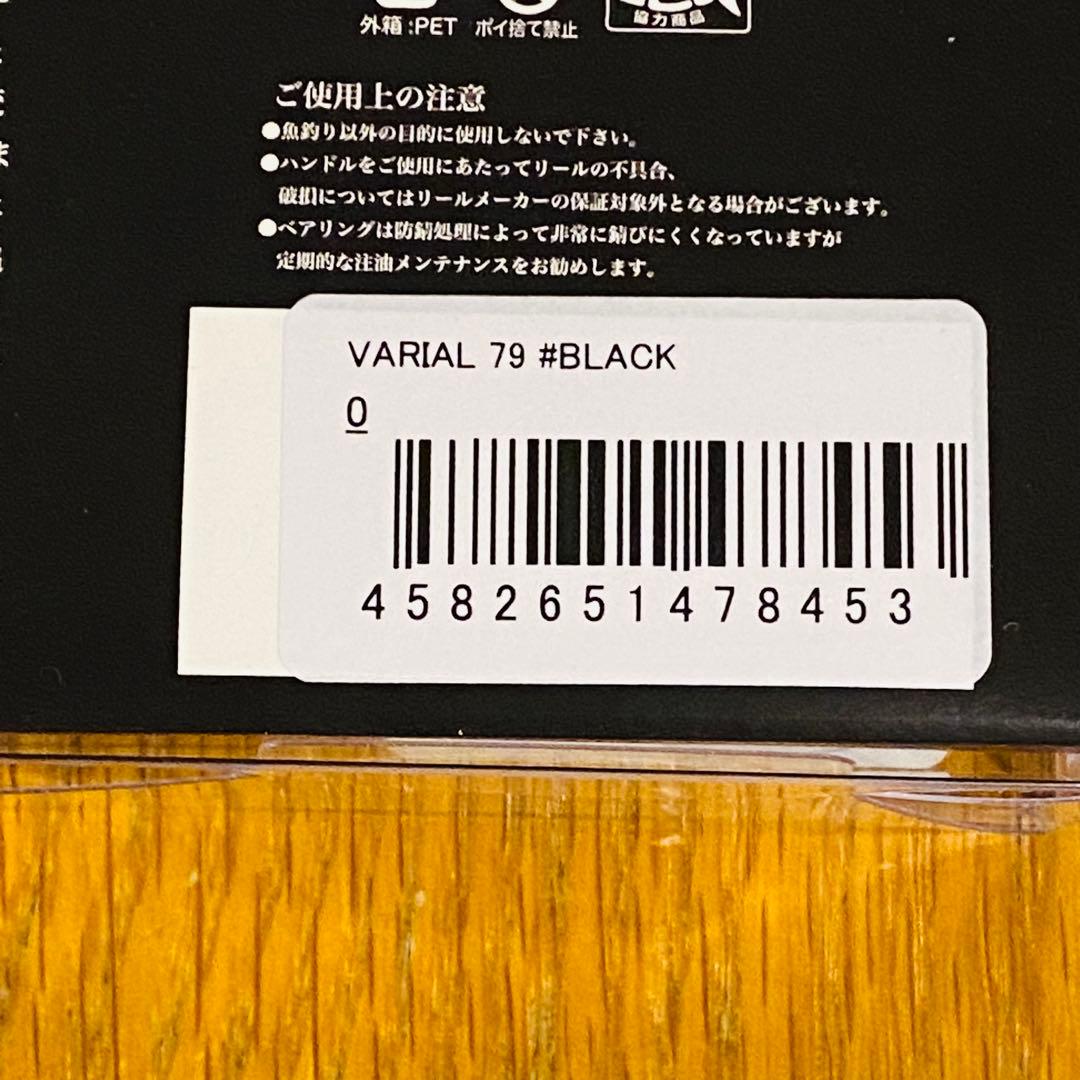 外箱:PET ポイ捨て禁止
協力商品
ご使用上の注意
●魚釣り以外の目的に使用しないで下さい。
●ハンドルをご使用にあたってリールの不具合、
破損についてはリールメーカーの保証対象外となる場合がございます。
●ベアリングは防錆処理によって非常に錆びにくくなっていますが
定期的な注油メンテナンスをお勧めします。
VARIAL 79 #BLACK
0
4582651478453